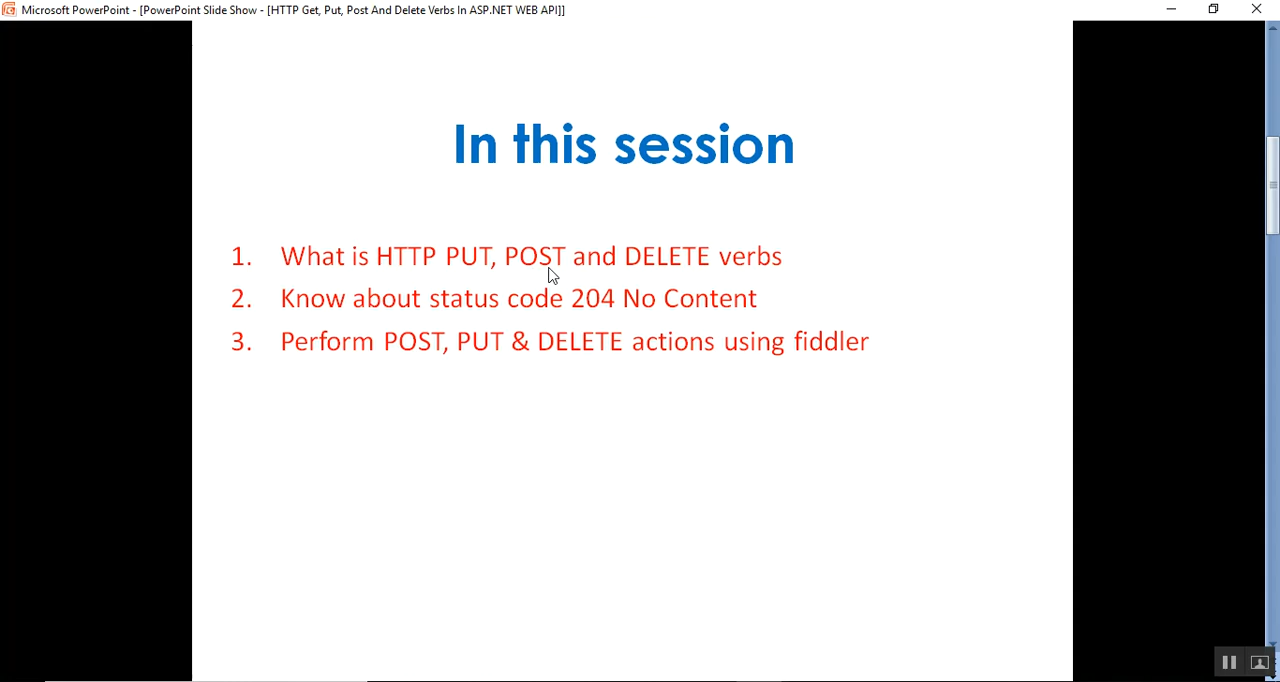 Microsoft PowerPoint - [PowerPoint Slide Show - [HTTP Get, Put, Post And Delete Verbs In ASP.NET WEB API]]
In this session
1. What is HTTP PUT, POST and DELETE verbs
2. Know about status code 204 No Content
3. Perform POST, PUT & DELETE actions using fiddler